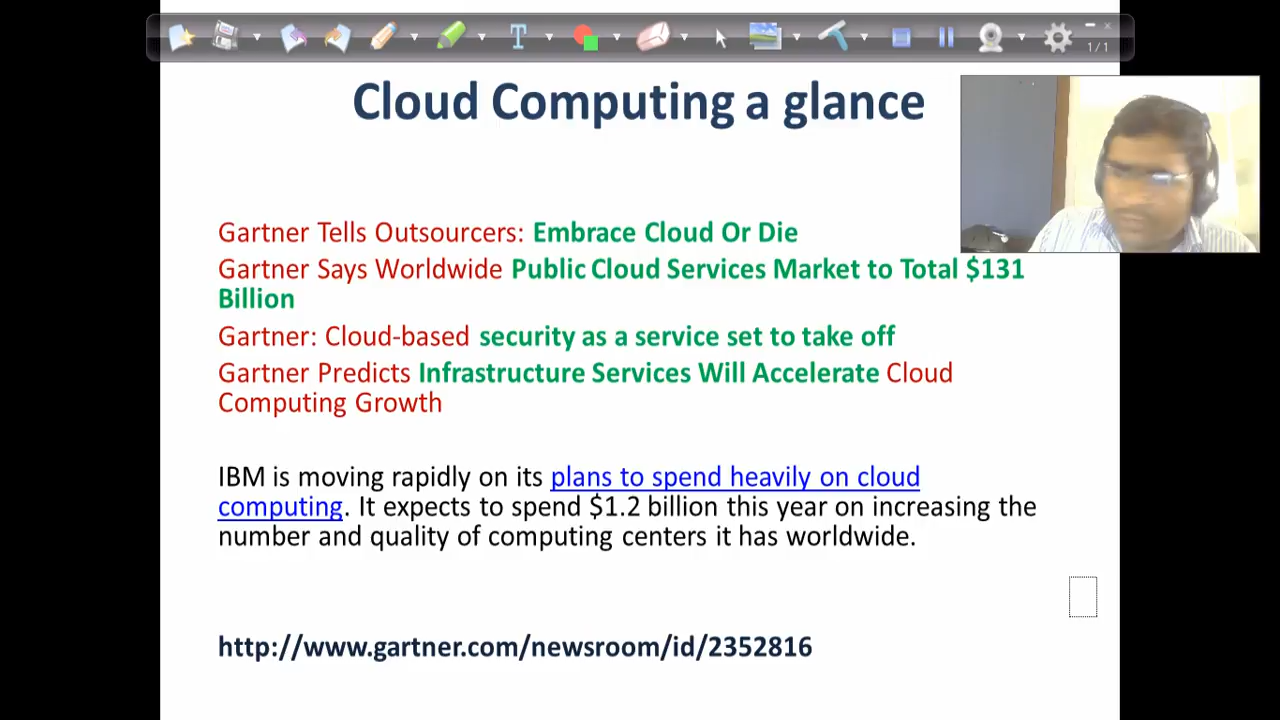 T
1/1
Cloud Computing a glance
Gartner Tells Outsourcers: Embrace Cloud Or Die
Gartner Says Worldwide Public Cloud Services Market to Total $131
Billion
Gartner: Cloud-based security as a service set to take off
Gartner Predicts Infrastructure Services Will Accelerate Cloud
Computing Growth
IBM is moving rapidly on its plans to spend heavily on cloud
computing. It expects to spend $1.2 billion this year on increasing the
number and quality of computing centers it has worldwide.
http://www.gartner.com/newsroom/id/2352816